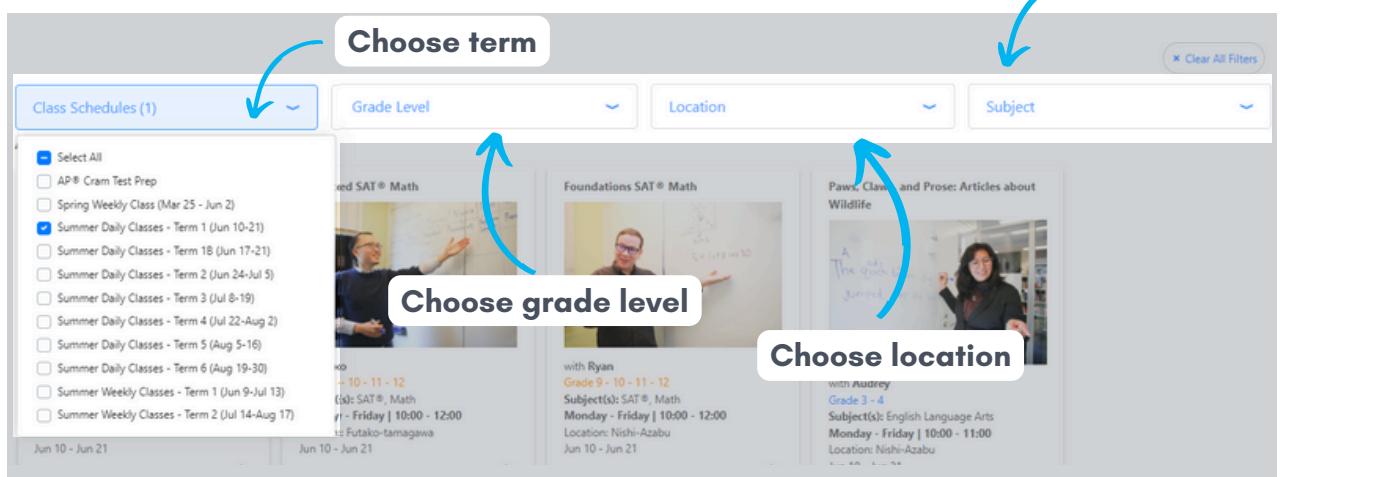 Choose term
× Clear All Filters
Class Schedules (1)
Grade Level
Location
Subject
Select All
AP® Cram Test Prep
Spring Weekly Class (Mar 25 - Jun 2)
Summer Daily Classes - Term 1 (Jun 10-21)
Summer Daily Classes - Term 1B (Jun 17-21)
Summer Daily Classes - Term 2 (Jun 24-Jul 5)
Summer Daily Classes - Term 3 (Jul 8-19)
Summer Daily Classes - Term 4 (Jul 22-Aug 2)
Summer Daily Classes - Term 5 (Aug 5-16)
Summer Daily Classes - Term 6 (Aug 19-30)
Summer Weekly Classes - Term 1 (Jun 9-Jul 13)
Summer Weekly Classes - Term 2 (Jul 14-Aug 17)
Jun 10 - Jun 21
SAT® Math
Choose grade level
- 10 - 11 - 12
SAT®, Math
- Friday | 10:00 - 12:00
Futako-tamagawa
Jun 10 - Jun 21
Foundations SAT® Math
with Ryan
Grade 9 - 10 - 11 - 12
Subject(s): SAT®, Math
Monday - Friday | 10:00 - 12:00
Location: Nishi-Azabu
Jun 10 - Jun 21
Paws, Claws, and Prose: Articles about
Wildlife
A
The quick
Choose location
with Audrey
Grade 3 - 4
Subject(s): English Language Arts
Monday - Friday | 10:00 - 11:00
Location: Nishi-Azabu
Jun 10 - Jun 21